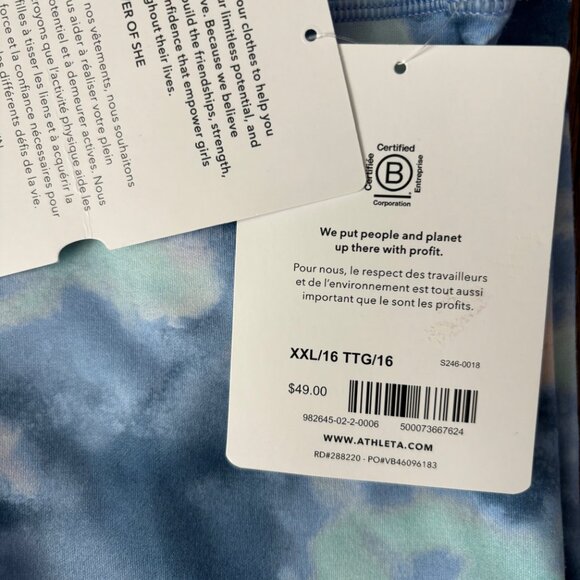 our clothes to help you
your limitless potential, and
ve. Because we believe
build the friendships, strength,
nfidence that empower girls
ghout their lives.
ER OF SHE
nos vêtements, nous souhaitons
us aider à réaliser votre plein
potentiel et à demeurer actives. Nous
croyons que l'activité physique aide les
filles à tisser les liens et à acquérir la
force et la confiance nécessaires pour
les différents défis de la vie.
Certified
Certifiée
B
Entreprise
Corporation
We put people and planet
up there with profit.
Pour nous, le respect des travailleurs
et de l'environnement est tout aussi
important que le sont les profits.
XXL/16 TTG/16
S246-0018
$49.00
982645-02-2-0006 500073667624
WWW.ATHLETA.COM
RD#288220 - PO#VB46096183